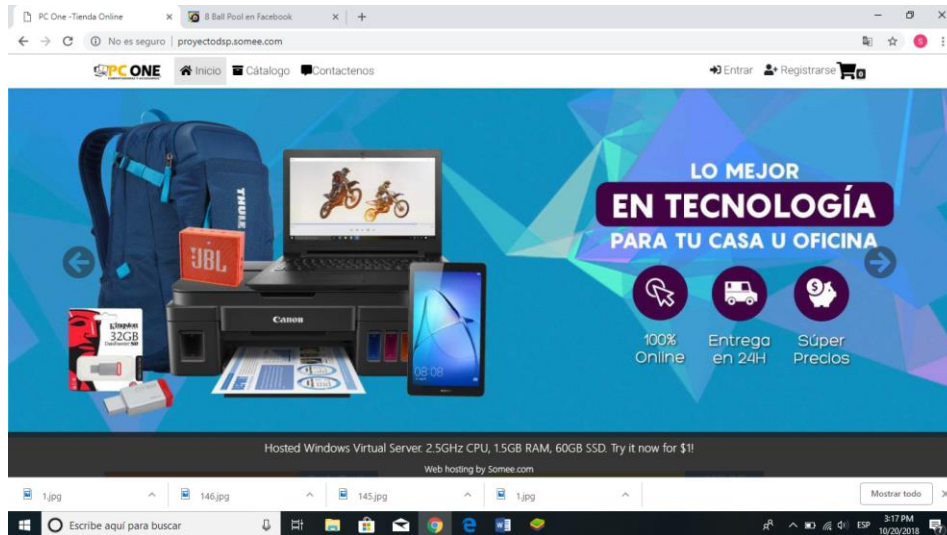 PC One -Tienda Online
8 Ball Pool en Facebook
No es seguro | proyectodsp.somee.com
PC ONE
Inicio
Cátalogo
Contactenos
Entrar
Registrarse
0
LO MEJOR
EN TECNOLOGÍA
PARA TU CASA U OFICINA
100%
Online
Entrega
en 24H
Súper
Precios
THULE
JBL
Kingston
32GB
Canon
08:08
Hosted Windows Virtual Server. 2.5GHz CPU, 1.5GB RAM, 60GB SSD. Try it now for $1!
Web hosting by Somee.com
1.jpg
146.jpg
145.jpg
1.jpg
Mostrar todo
Escribe aquí para buscar
ESP
3:17 PM
10/20/2018
7